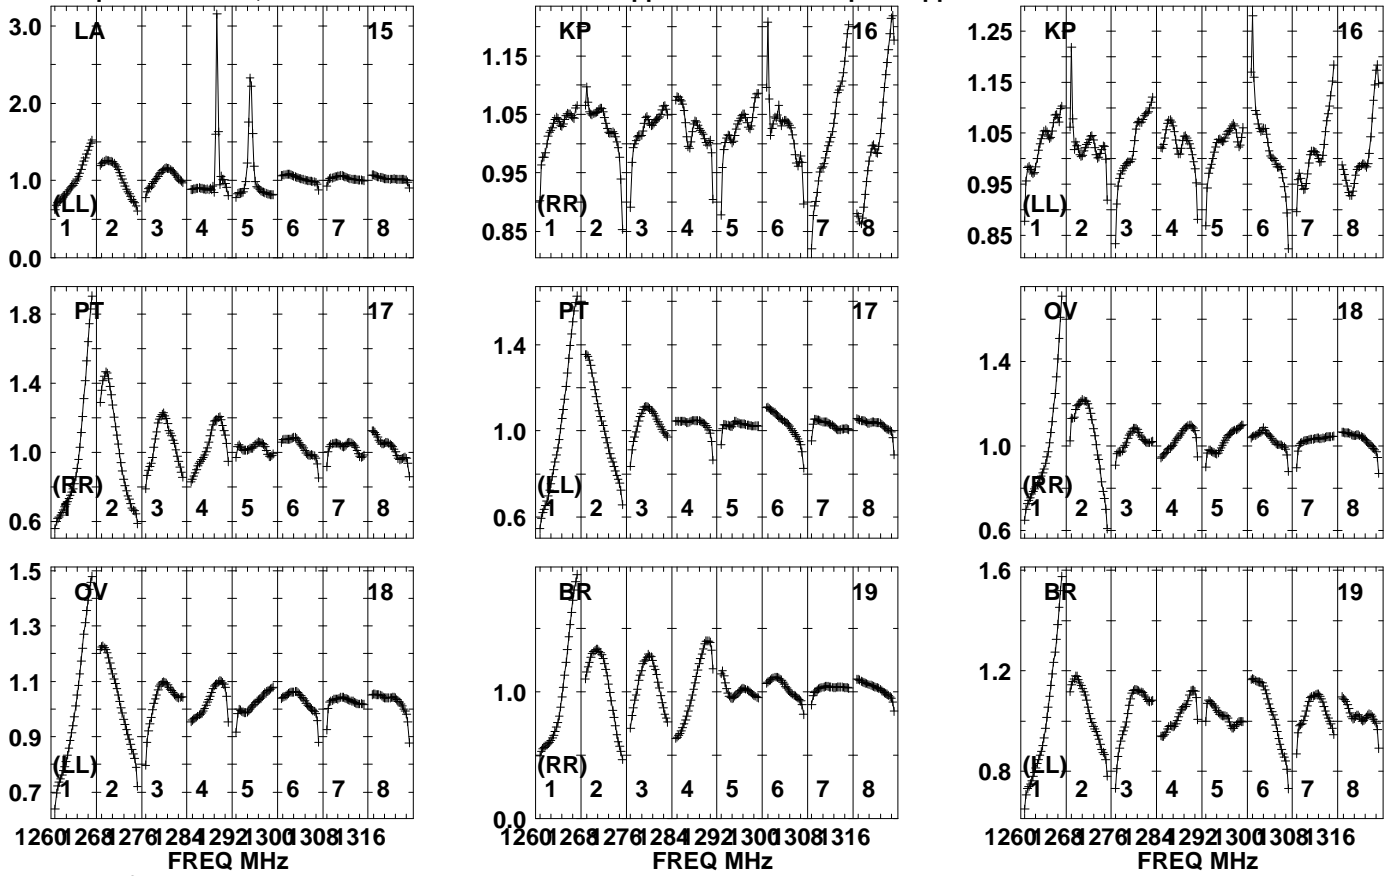 LA 15
3.0
2.0
1.0
0.0
(LL)
1 2 3 4 5 6 7 8
KP 16
1.15
1.05
0.95
0.85
(RR)
1 2 3 4 5 6 7 8
KP 16
1.25
1.15
1.05
0.95
0.85
(LL)
1 2 3 4 5 6 7 8
PT 17
1.8
1.4
1.0
0.6
(RR)
1 2 3 4 5 6 7 8
PT 17
1.4
1.0
0.6
(LL)
1 2 3 4 5 6 7 8
OV 18
1.4
1.0
0.6
(RR)
1 2 3 4 5 6 7 8
OV 18
1.5
1.3
1.1
0.9
0.7
(LL)
1 2 3 4 5 6 7 8
1260 1268 1276 1284 1292 1300 1308 1316
FREQ MHz
BR 19
1.0
0.0
(RR)
1 2 3 4 5 6 7 8
1260 1268 1276 1284 1292 1300 1308 1316
FREQ MHz
BR 19
1.6
1.2
0.8
(LL)
1 2 3 4 5 6 7 8
1260 1268 1276 1284 1292 1300 1308 1316
FREQ MHz